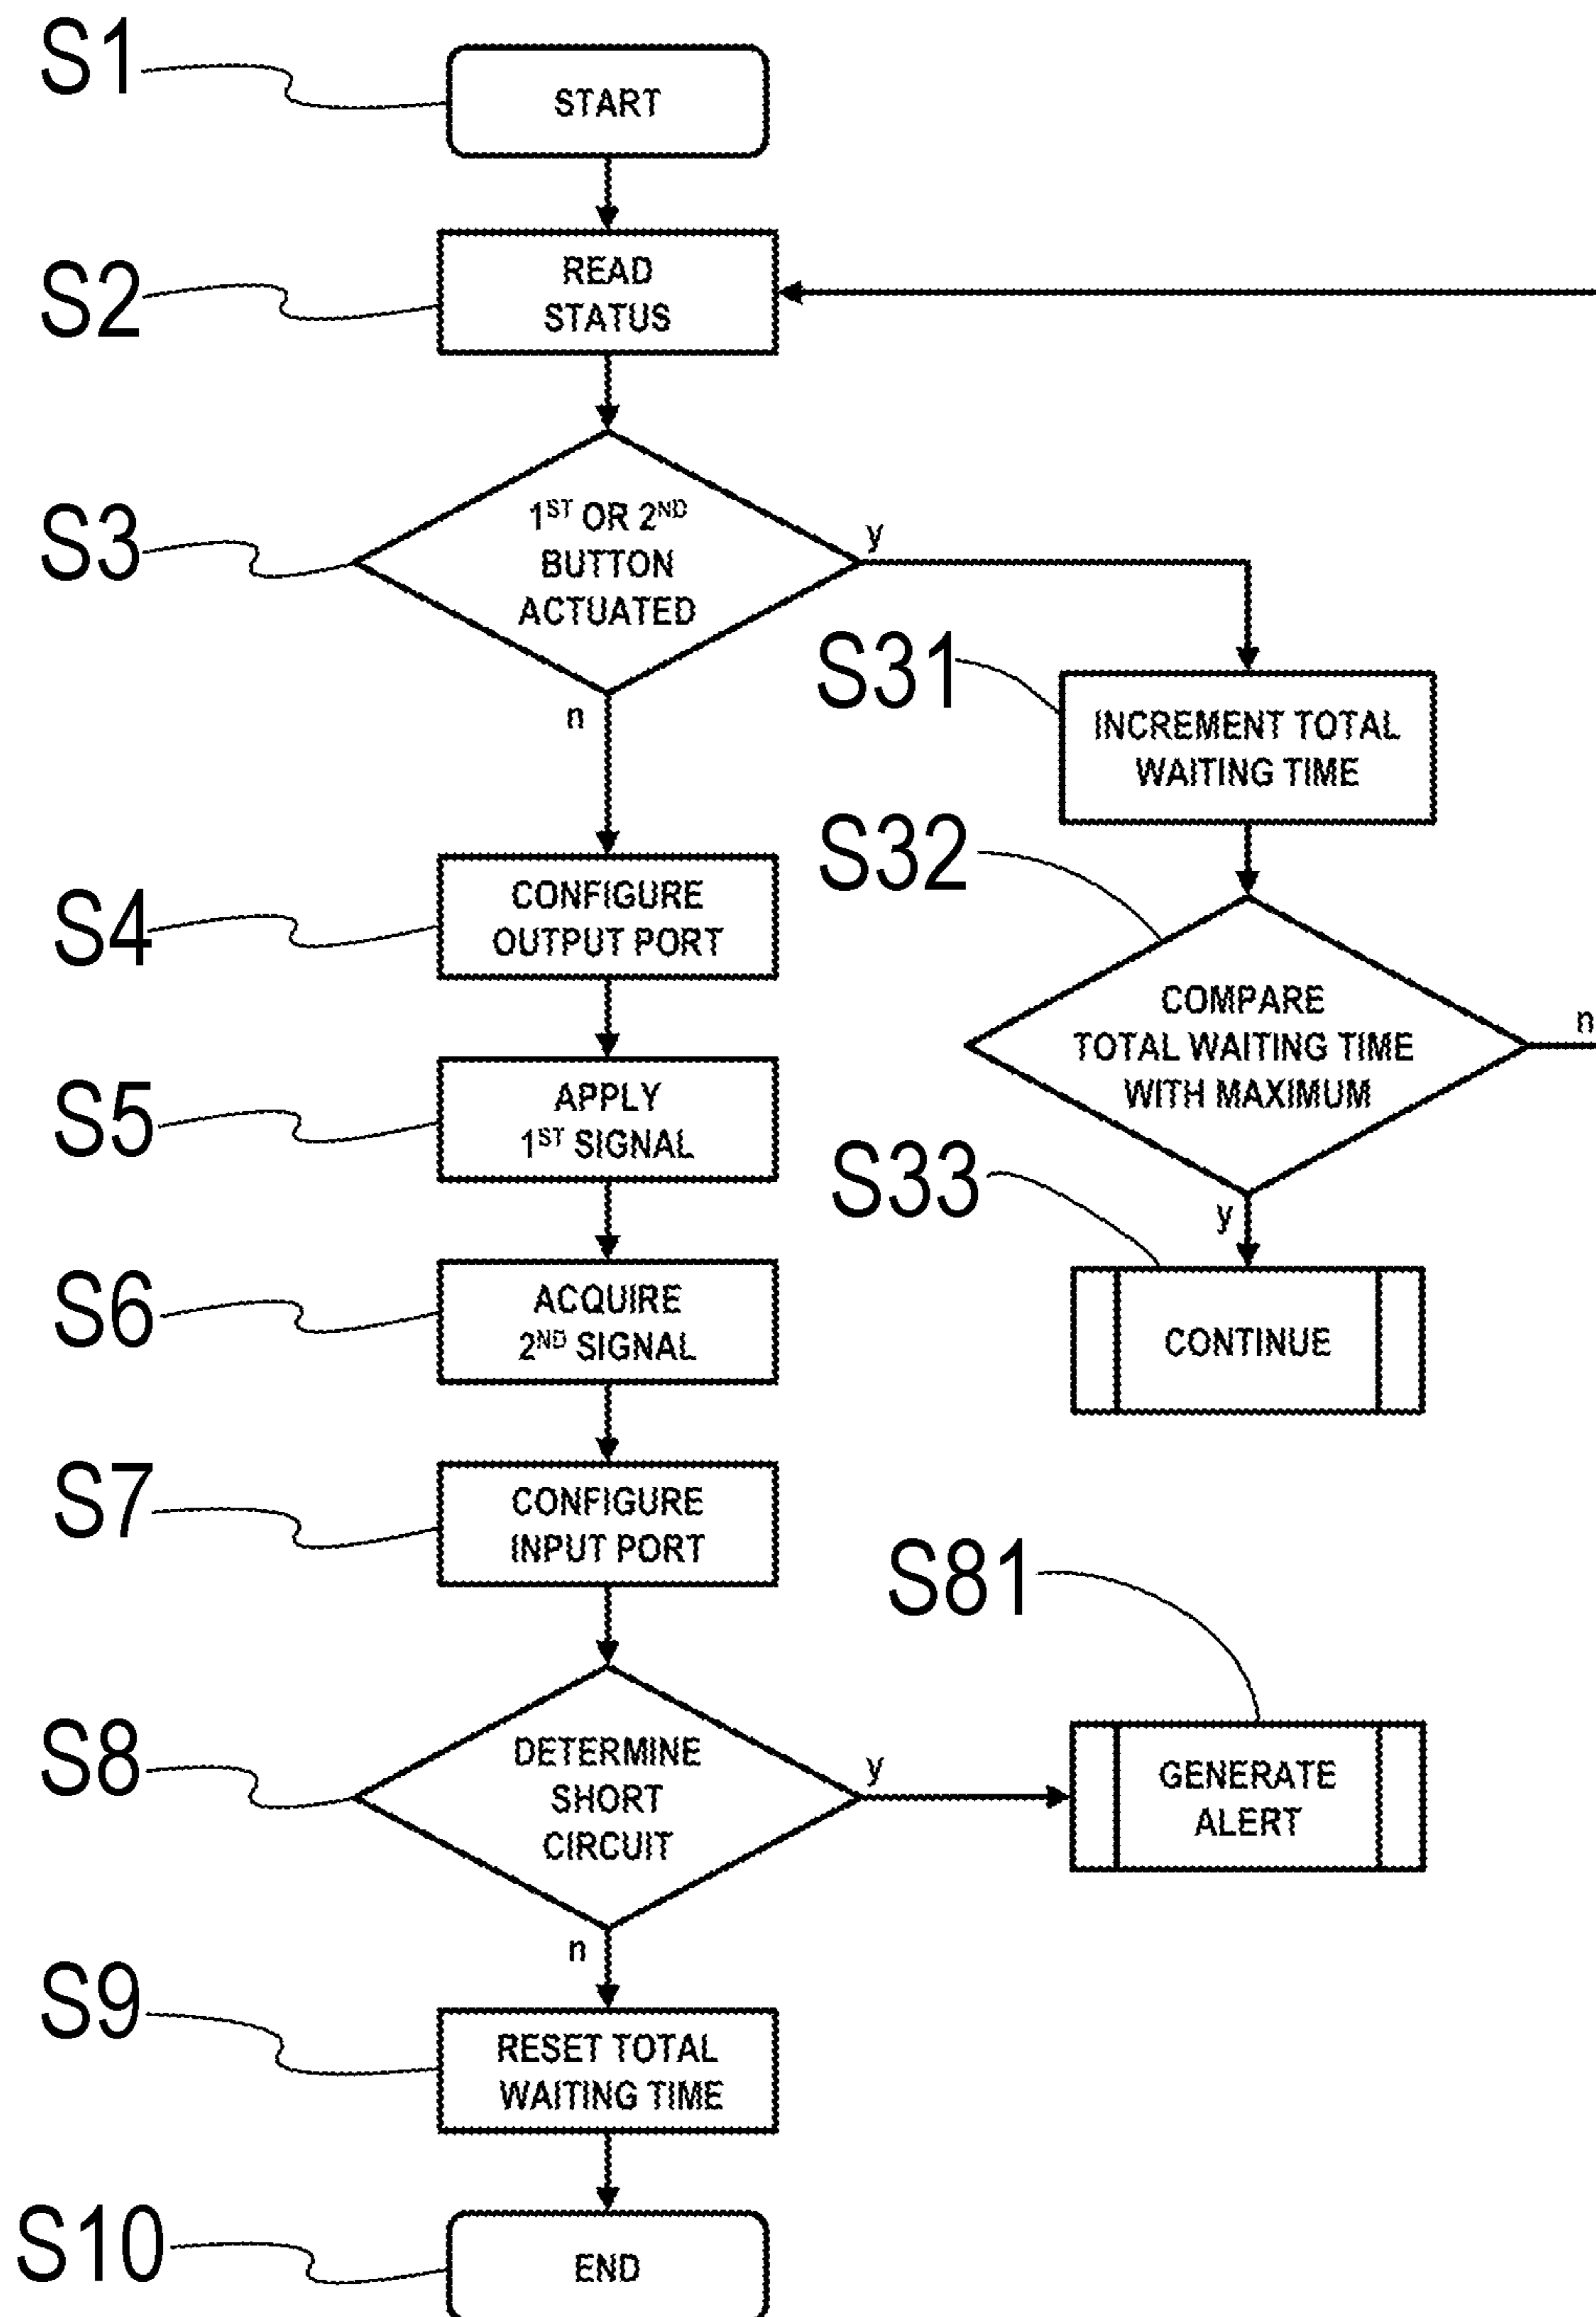 S1
START
S2
READ
STATUS
S3
1ST OR 2ND
BUTTON
ACTUATED
y
n
S31
INCREMENT TOTAL
WAITING TIME
S32
COMPARE
TOTAL WAITING TIME
WITH MAXIMUM
n
y
S33
CONTINUE
S4
CONFIGURE
OUTPUT PORT
S5
APPLY
1ST SIGNAL
S6
ACQUIRE
2ND SIGNAL
S7
CONFIGURE
INPUT PORT
S8
DETERMINE
SHORT
CIRCUIT
y
n
S81
GENERATE
ALERT
S9
RESET TOTAL
WAITING TIME
S10
END